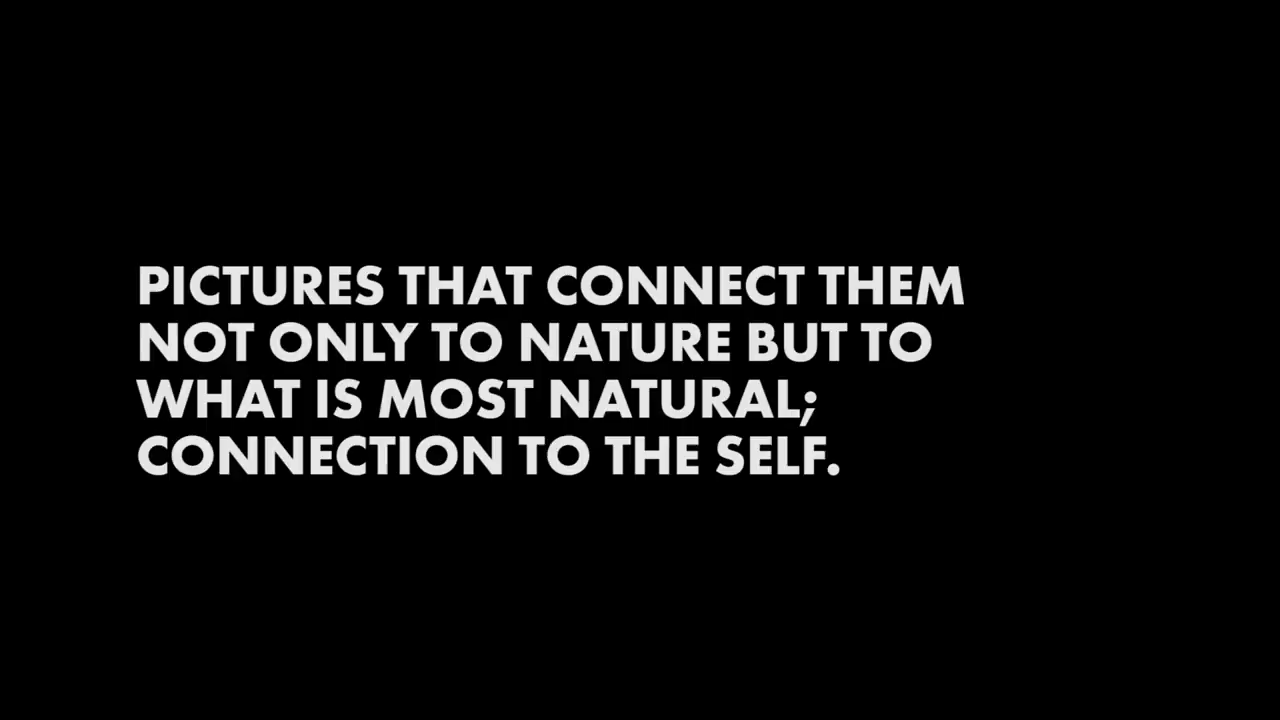 PICTURES THAT CONNECT THEM
NOT ONLY TO NATURE BUT TO
WHAT IS MOST NATURAL;
CONNECTION TO THE SELF.